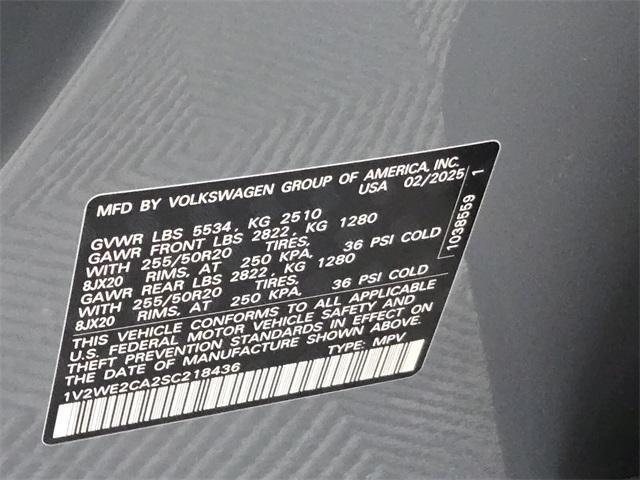 MFD BY VOLKSWAGEN GROUP OF AMERICA, INC.
USA 02/2025
GVWR LBS 5534, KG 2510
GAWR FRONT LBS 2822, KG 1280
WITH 255/50R20 TIRES,
8JX20 RIMS, AT 250 KPA, 36 PSI COLD
GAWR REAR LBS 2822, KG 1280
WITH 255/50R20 TIRES,
8JX20 RIMS, AT 250 KPA, 36 PSI COLD
THIS VEHICLE CONFORMS TO ALL APPLICABLE
U.S. FEDERAL MOTOR VEHICLE SAFETY AND
THEFT PREVENTION STANDARDS IN EFFECT ON
THE DATE OF MANUFACTURE SHOWN ABOVE.
1V2WE2CA2SC218436 TYPE: MPV
1038559 1